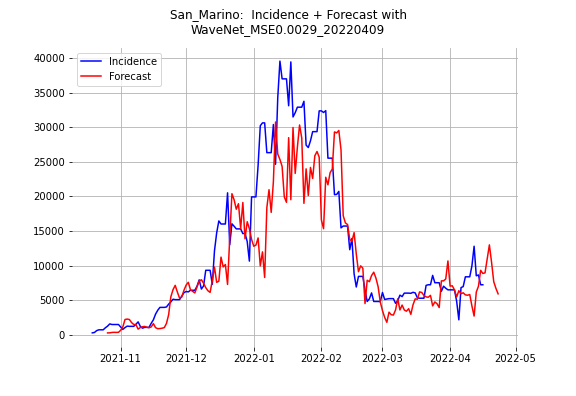 San_Marino:  Incidence + Forecast with
WaveNet_MSE0.0029_20220409
Incidence
Forecast
40000
35000
30000
25000
20000
15000
10000
5000
0
2021-11 2021-12 2022-01 2022-02 2022-03 2022-04 2022-05